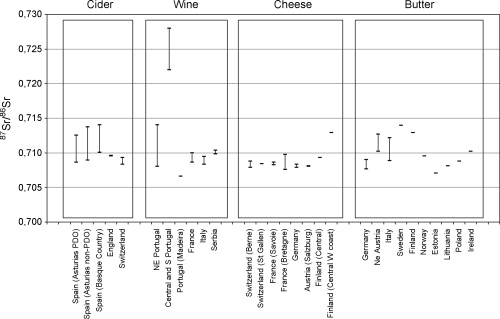 Cider Wine Cheese Butter
0,730
0,725
0,720
0,715
0,710
0,705
0,700
87Sr/86Sr
Spain (Asturias PDO)
Spain (Asturias non-PDO)
Spain (Besque Country)
England
Switzerland
NE Portugal
Central and S Portugal
Portugal (Madeira)
France
Italy
Serbia
Switzerland (Berne)
Switzerland (St Gallen)
France (Savoie)
France (Bretagne)
Germany
Austria (Salzburg)
Finland (Central)
Finland (Central W coast)
Germany
Ne Austria
Italy
Sweden
Finland
Norway
Estonia
Lithuania
Poland
Ireland